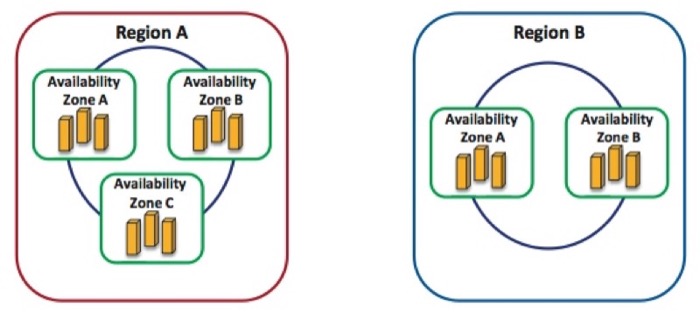 Region A
Availability
Zone A
Availability
Zone B
Availability
Zone C
Region B
Availability
Zone A
Availability
Zone B